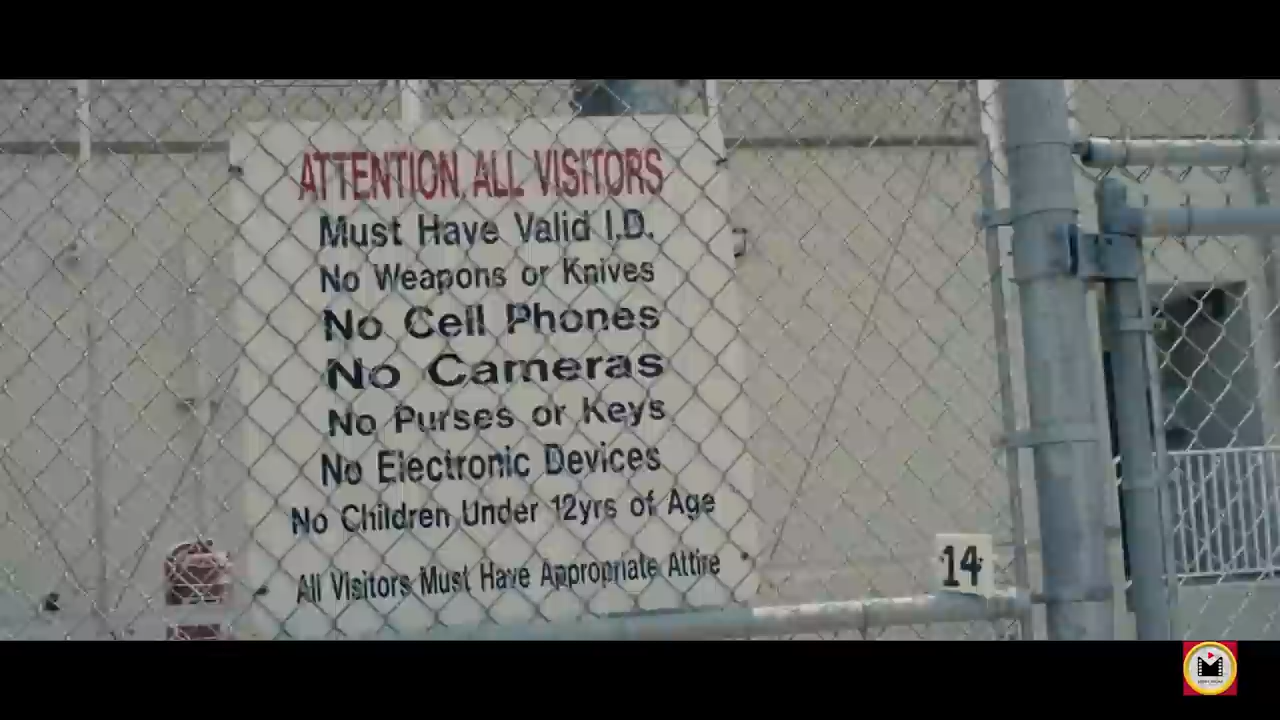 ATTENTION. ALL VISITORS
Must Have Valid I.D.
No Weapons or Knives
No Cell Phones
No Cameras
No Purses or Keys
No Electronic Devices
No Children Under 12yrs of Age
All Visitors Must Have Appropriate Attire
14